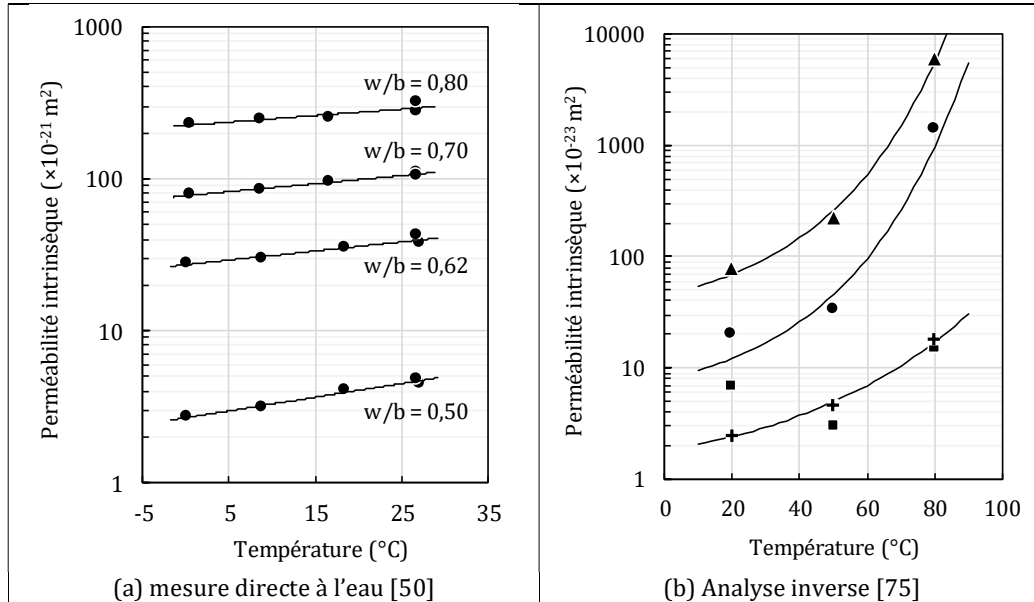 Perméabilité intrinsèque (×10⁻²¹ m²)
1000
100
10
1
w/b = 0,80
w/b = 0,70
w/b = 0,62
w/b = 0,50
-5 5 15 25 35
Température (°C)
(a) mesure directe à l’eau [50]
Perméabilité intrinsèque (×10⁻²³ m²)
10000
1000
100
10
1
0 20 40 60 80 100
Température (°C)
(b) Analyse inverse [75]